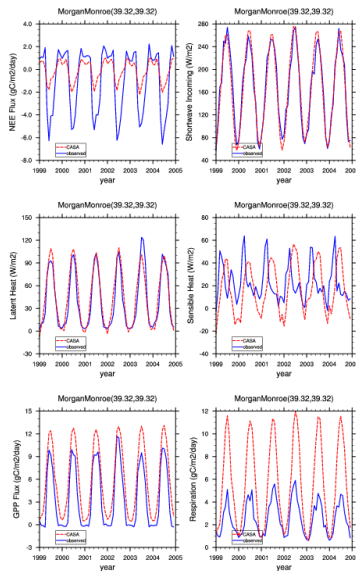 MorganMonroe(39.32,39.32)
NEE Flux (gC/m2/day)
4.0
2.0
0.0
-2.0
-4.0
-6.0
-8.0
CASA
observed
1999 2000 2001 2002 2003 2004 2005
year
MorganMonroe(39.32,39.32)
Shortwave Incoming (W/m2)
280
240
200
160
120
80
40
CASA
observed
1999 2000 2001 2002 2003 2004 200
year
MorganMonroe(39.32,39.32)
Latent Heat (W/m2)
150
120
90
60
30
0
-30
CASA
observed
1999 2000 2001 2002 2003 2004 2005
year
MorganMonroe(39.32,39.32)
Sensible Heat (W/m2)
80
60
40
20
0
-20
-40
CASA
observed
1999 2000 2001 2002 2003 2004 200
year
MorganMonroe(39.32,39.32)
GPP Flux (gC/m2/day)
15
12
9
6
3
0
-3
CASA
observed
1999 2000 2001 2002 2003 2004 2005
year
MorganMonroe(39.32,39.32)
Respiration (gC/m2/day)
12
10
8
6
4
2
0
CASA
observed
1999 2000 2001 2002 2003 2004 200
year